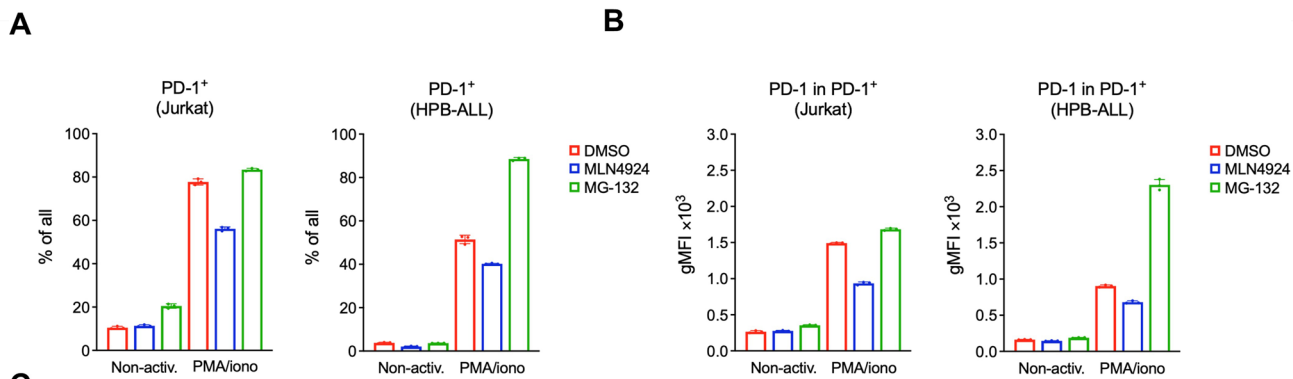 A
B
PD-1⁺
(Jurkat)
% of all
100
80
60
40
20
0
Non-activ. PMA/iono
PD-1⁺
(HPB-ALL)
% of all
100
80
60
40
20
0
Non-activ. PMA/iono
DMSO
MLN4924
MG-132
PD-1 in PD-1⁺
(Jurkat)
gMFI ×10³
3.0
2.5
2.0
1.5
1.0
0.5
0.0
Non-activ. PMA/iono
PD-1 in PD-1⁺
(HPB-ALL)
gMFI ×10³
3.0
2.5
2.0
1.5
1.0
0.5
0.0
Non-activ. PMA/iono
DMSO
MLN4924
MG-132